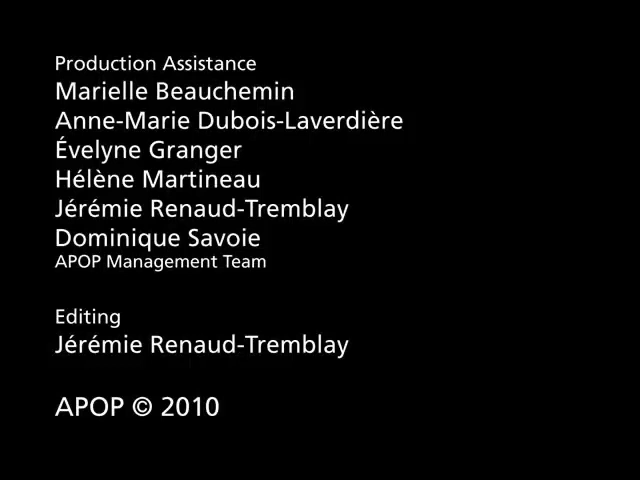 Production Assistance
Marielle Beauchemin
Anne-Marie Dubois-Laverdière
Évelyne Granger
Hélène Martineau
Jérémie Renaud-Tremblay
Dominique Savoie
APOP Management Team
Editing
Jérémie Renaud-Tremblay
APOP © 2010